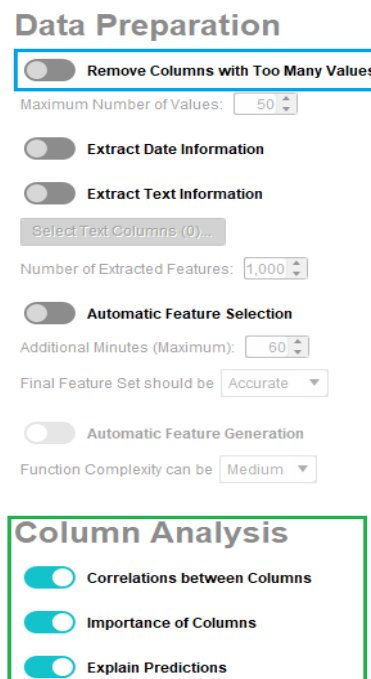 Data Preparation
Remove Columns with Too Many Values
Maximum Number of Values: 50
Extract Date Information
Extract Text Information
Select Text Columns (0)...
Number of Extracted Features: 1,000
Automatic Feature Selection
Additional Minutes (Maximum): 60
Final Feature Set should be Accurate
Automatic Feature Generation
Function Complexity can be Medium
Column Analysis
Correlations between Columns
Importance of Columns
Explain Predictions